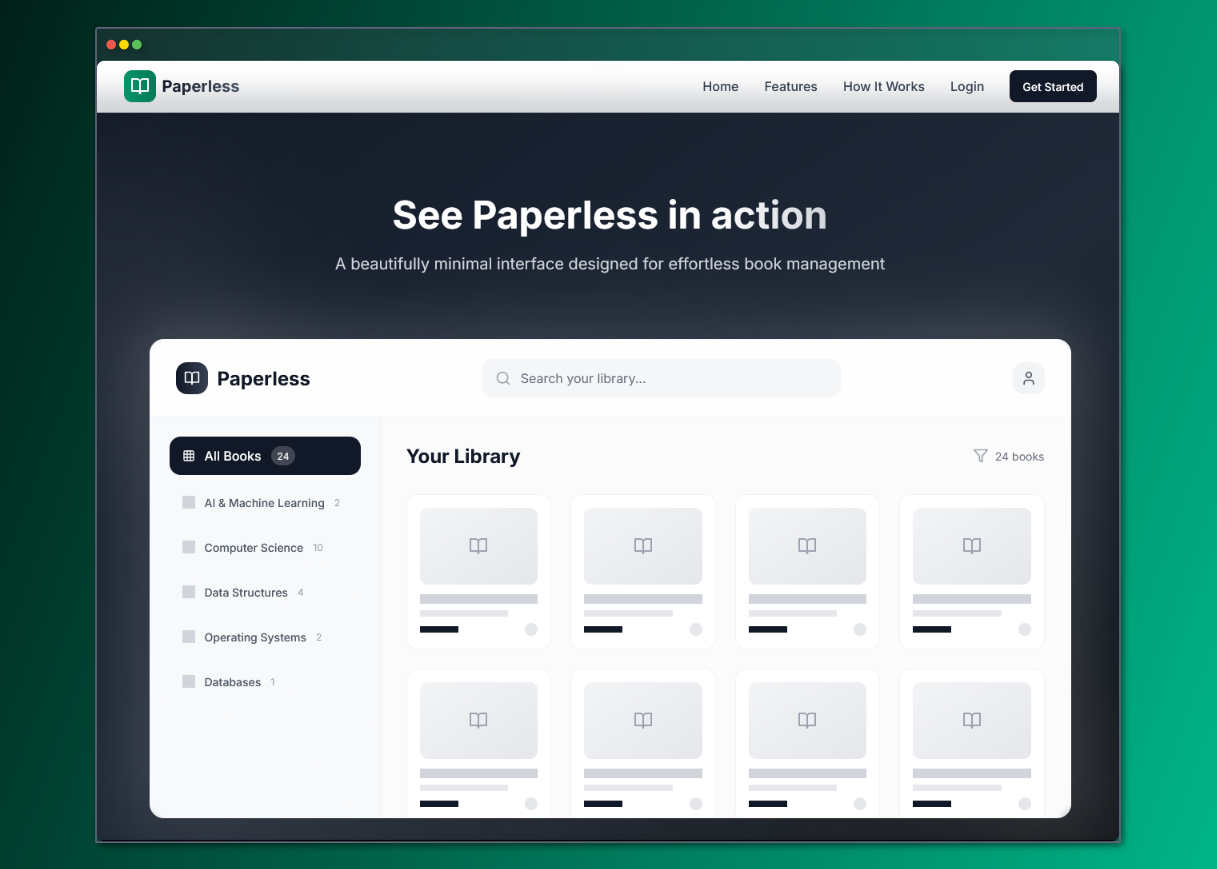 Paperless
Home Features How It Works Login Get Started
See Paperless in action
A beautifully minimal interface designed for effortless book management
Paperless
Search your library...
All Books 24
Your Library
24 books
AI & Machine Learning 2
Computer Science 10
Data Structures 4
Operating Systems 2
Databases 1